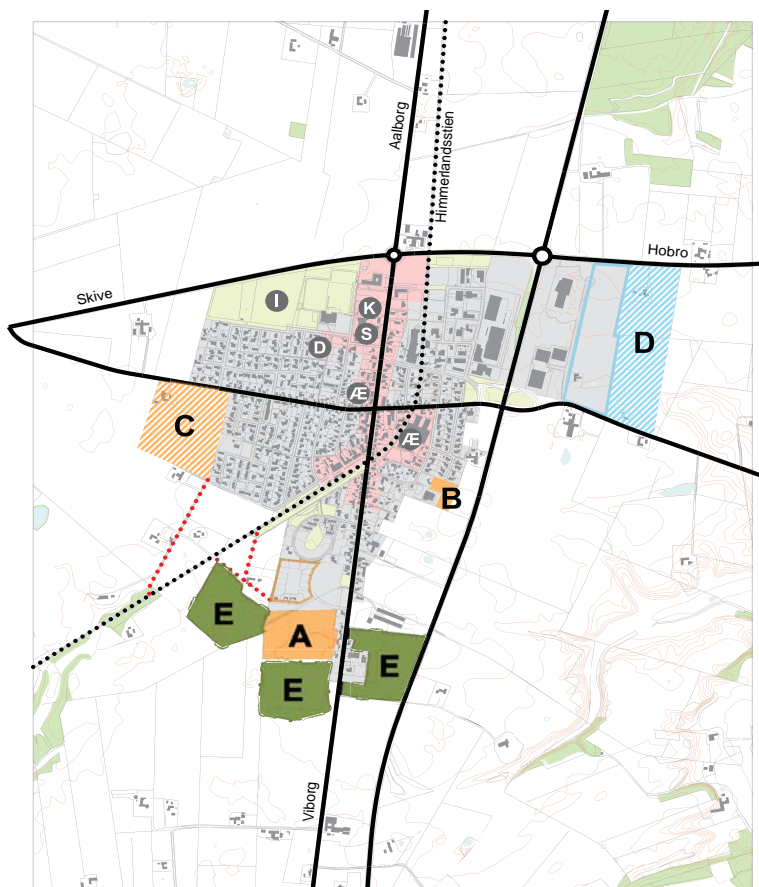 Aalborg
Himmerlandsstien
Hobro
Skive
I
K
S
D
D
Æ
C
Æ
B
E
A
E
E
Viborg